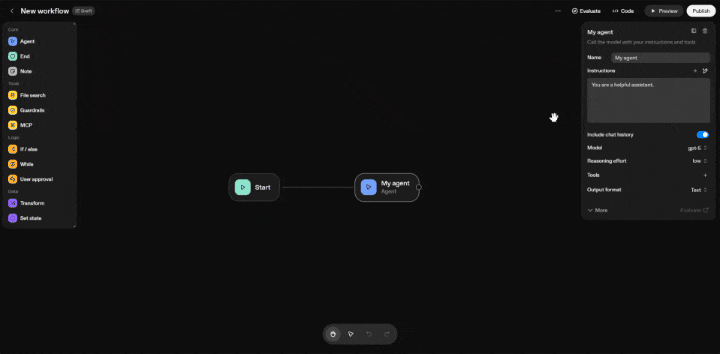 New workflow Draft
Evaluate
Code
Preview
Publish
Core
Agent
End
Note
Tools
File search
Guardrails
MCP
Logic
If / else
While
User approval
Data
Transform
Set state
Start
My agent
Agent
My agent
Call the model with your instructions and tools
Name My agent
Instructions
You are a helpful assistant.
Include chat history
Model gpt-5
Reasoning effort low
Tools +
Output format Text
More Evaluate